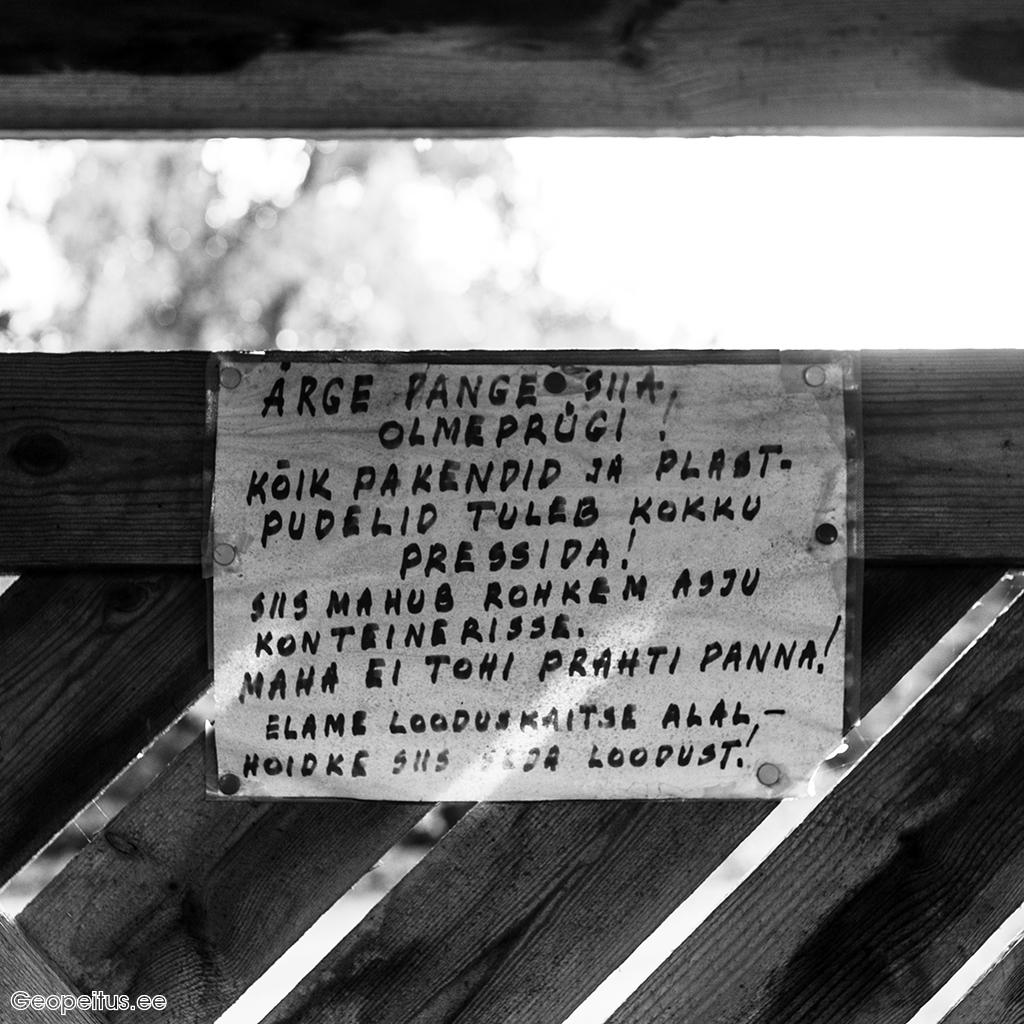 ÄRGE PANGE SIIA,
OLMEPRÜGI!
KÕIK PAKENDID JA PLAST-
PUDELID TULEB KOKKU
PRESSIDA!
SIIS MAHUB ROHKEM ASJU
KONTEINERISSE.
MAHA EI TOHI PRAHTI PANNA!
ELAME LOODUSKAITSE ALAL, –
HOIDKE SIIS SEDA LOODUST!
Geopeitus.ee